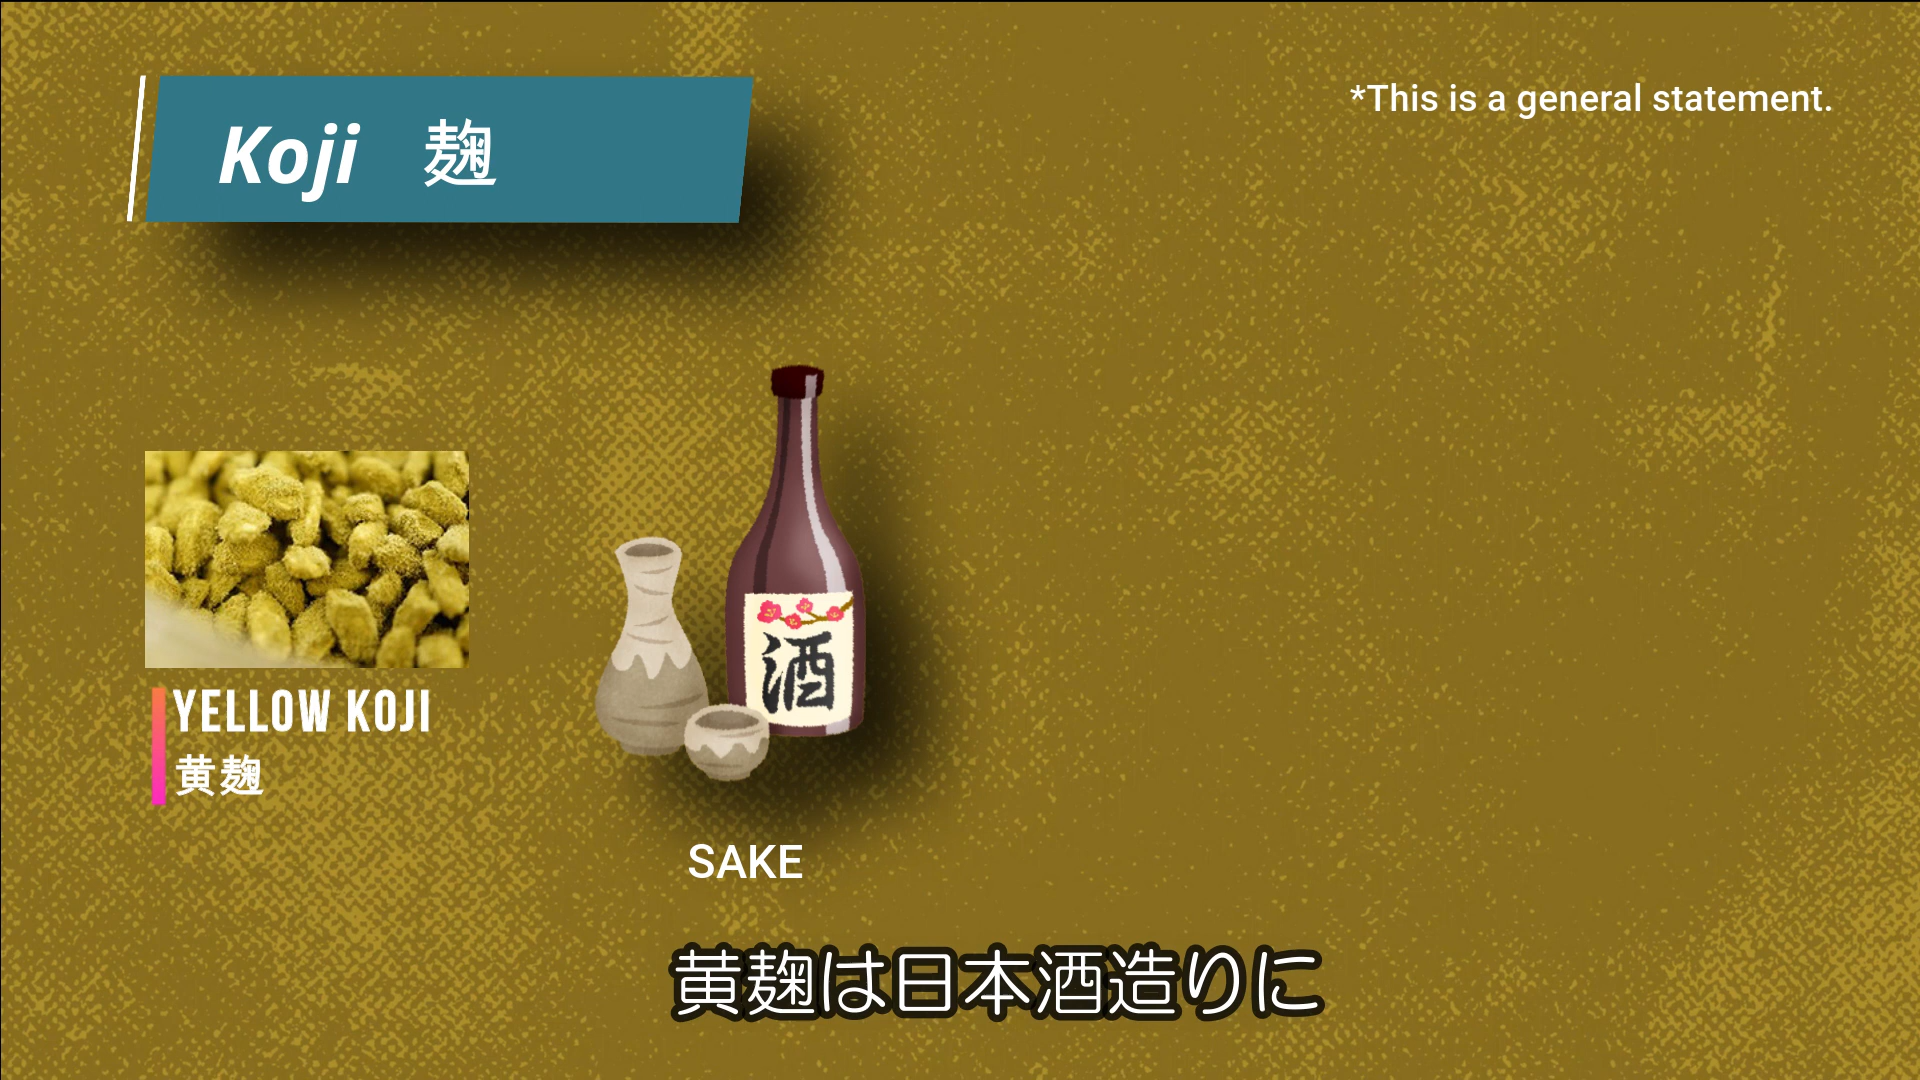 Koji 麹
*This is a general statement.
酒
YELLOW KOJI
黄麹
SAKE
黄麹は日本酒造りに